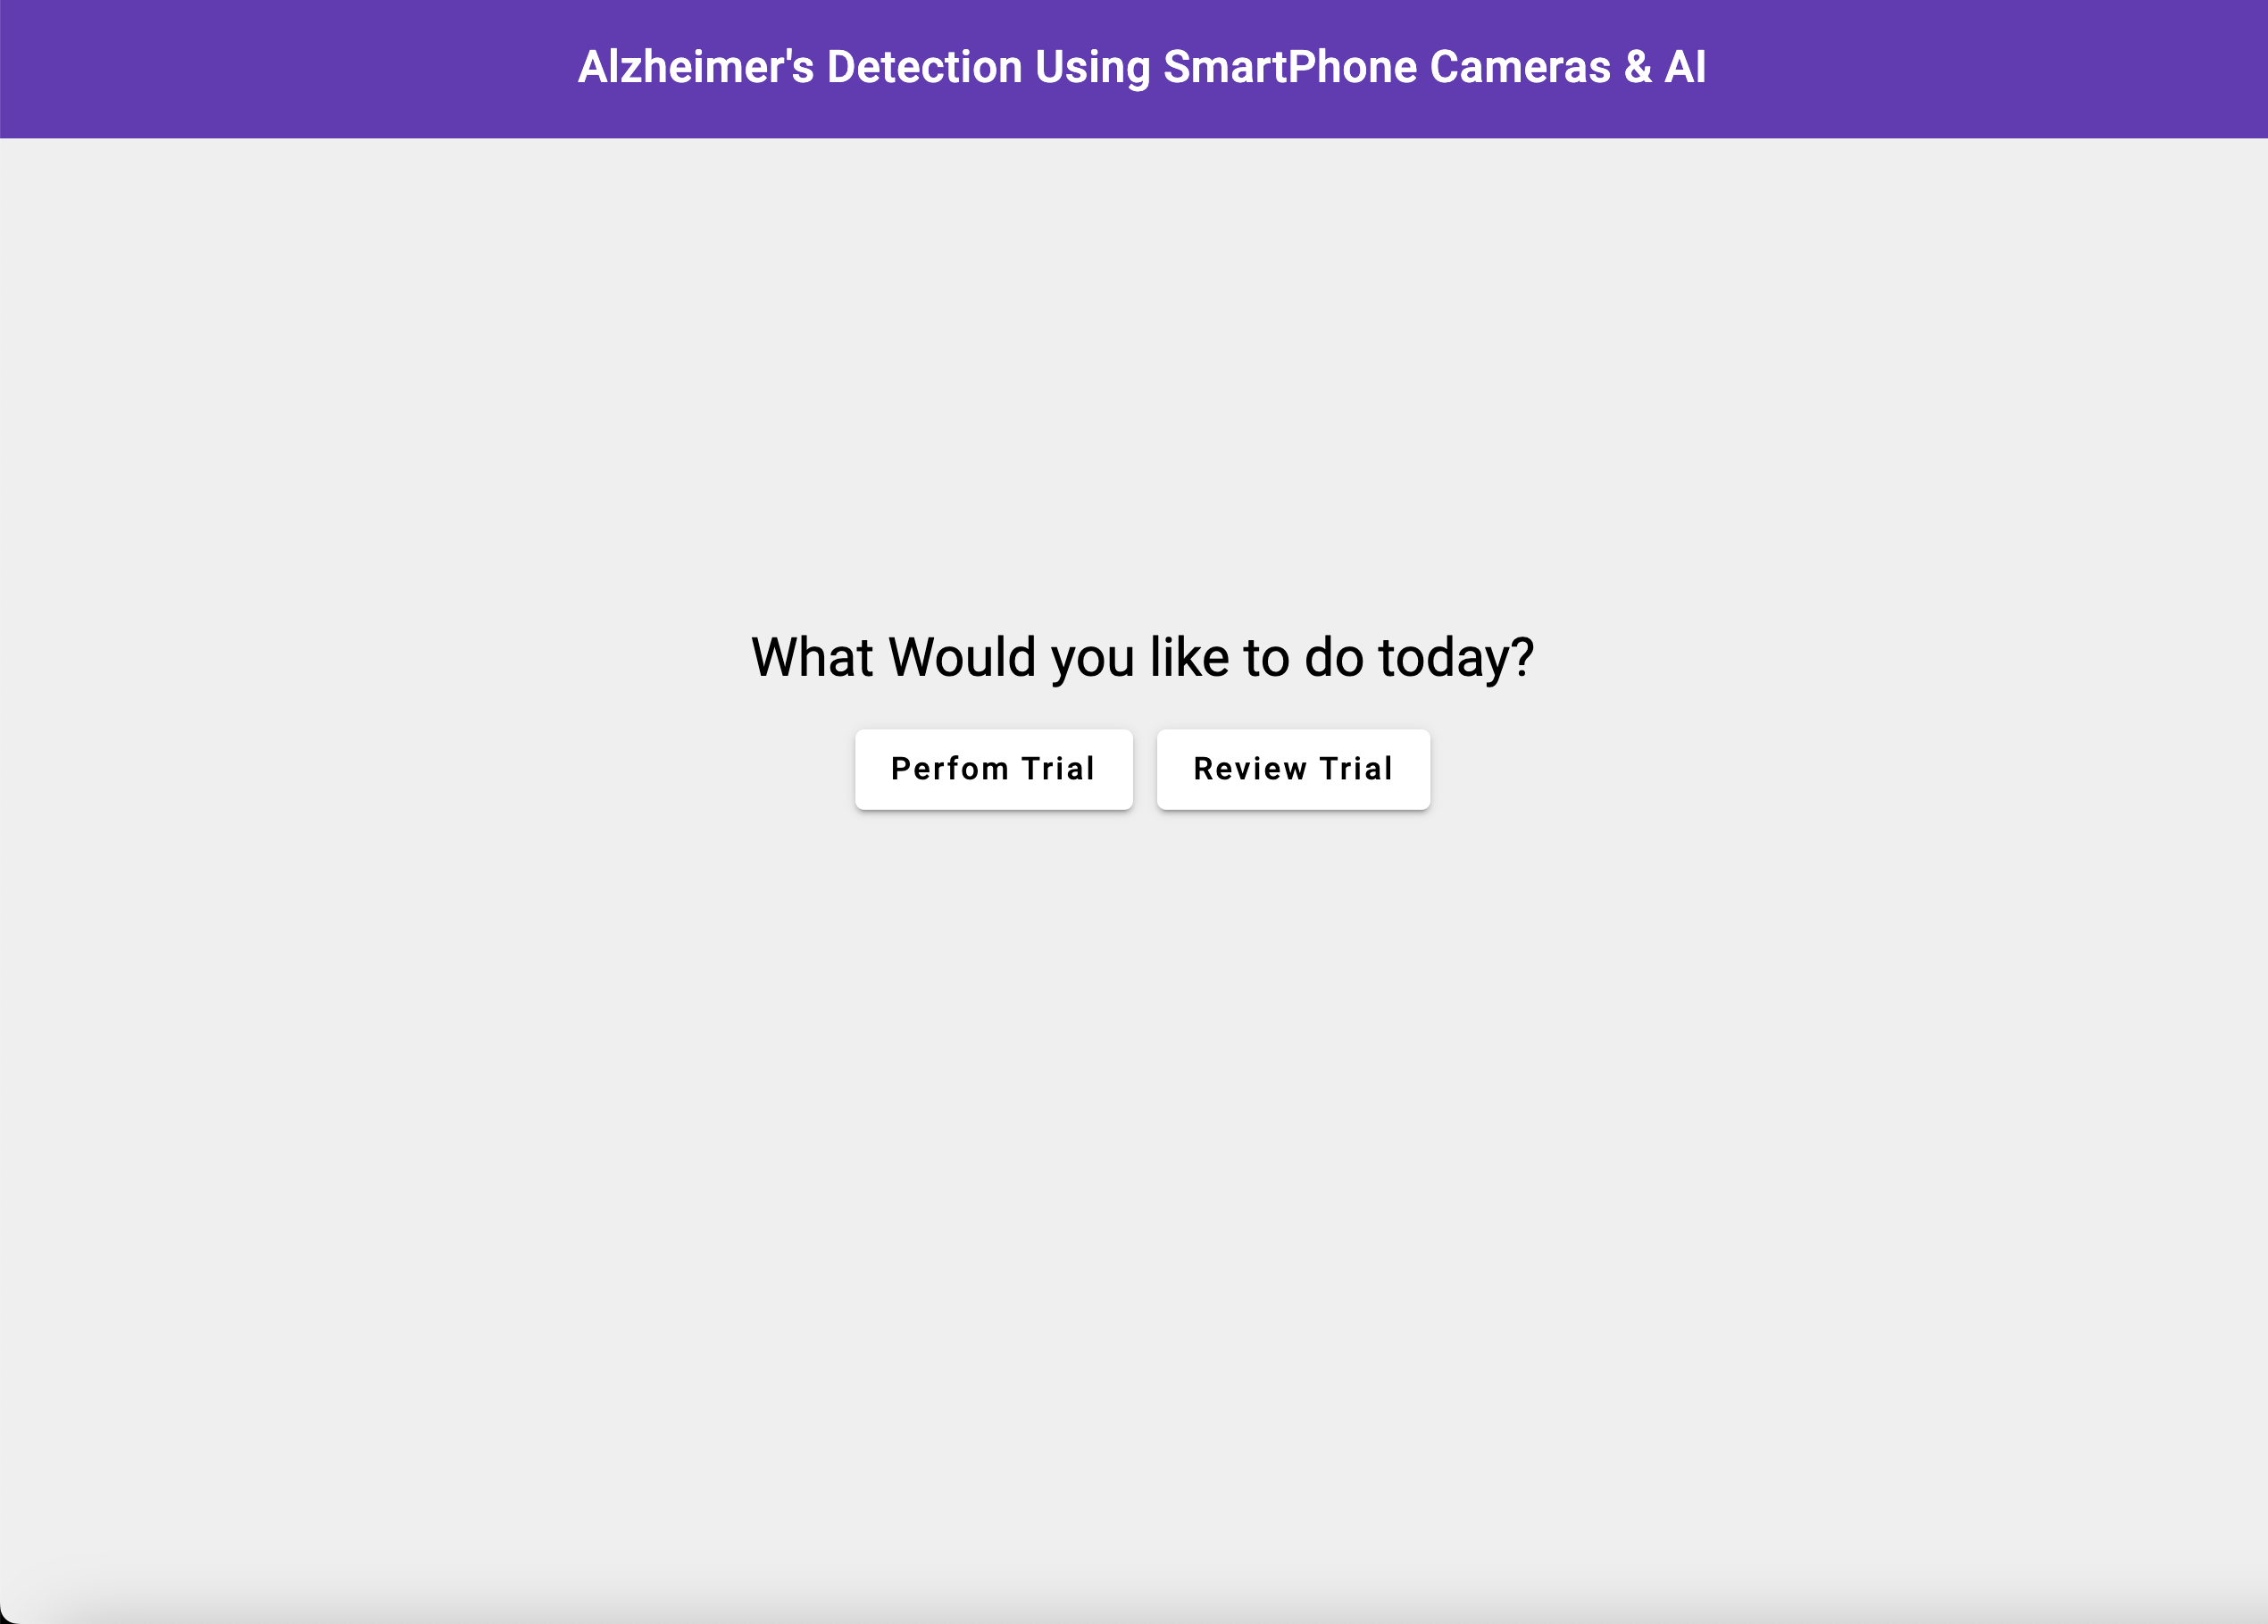 Alzheimer's Detection Using SmartPhone Cameras & AI
What Would you like to do today?
Perfom Trial
Review Trial